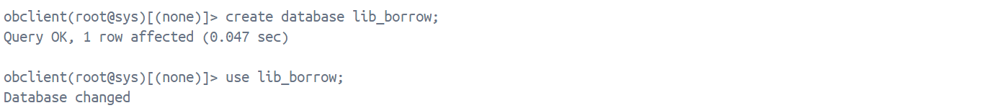 obclient(root@sys)[(none)]> create database lib_borrow;
Query OK, 1 row affected (0.047 sec)
obclient(root@sys)[(none)]> use lib_borrow;
Database changed